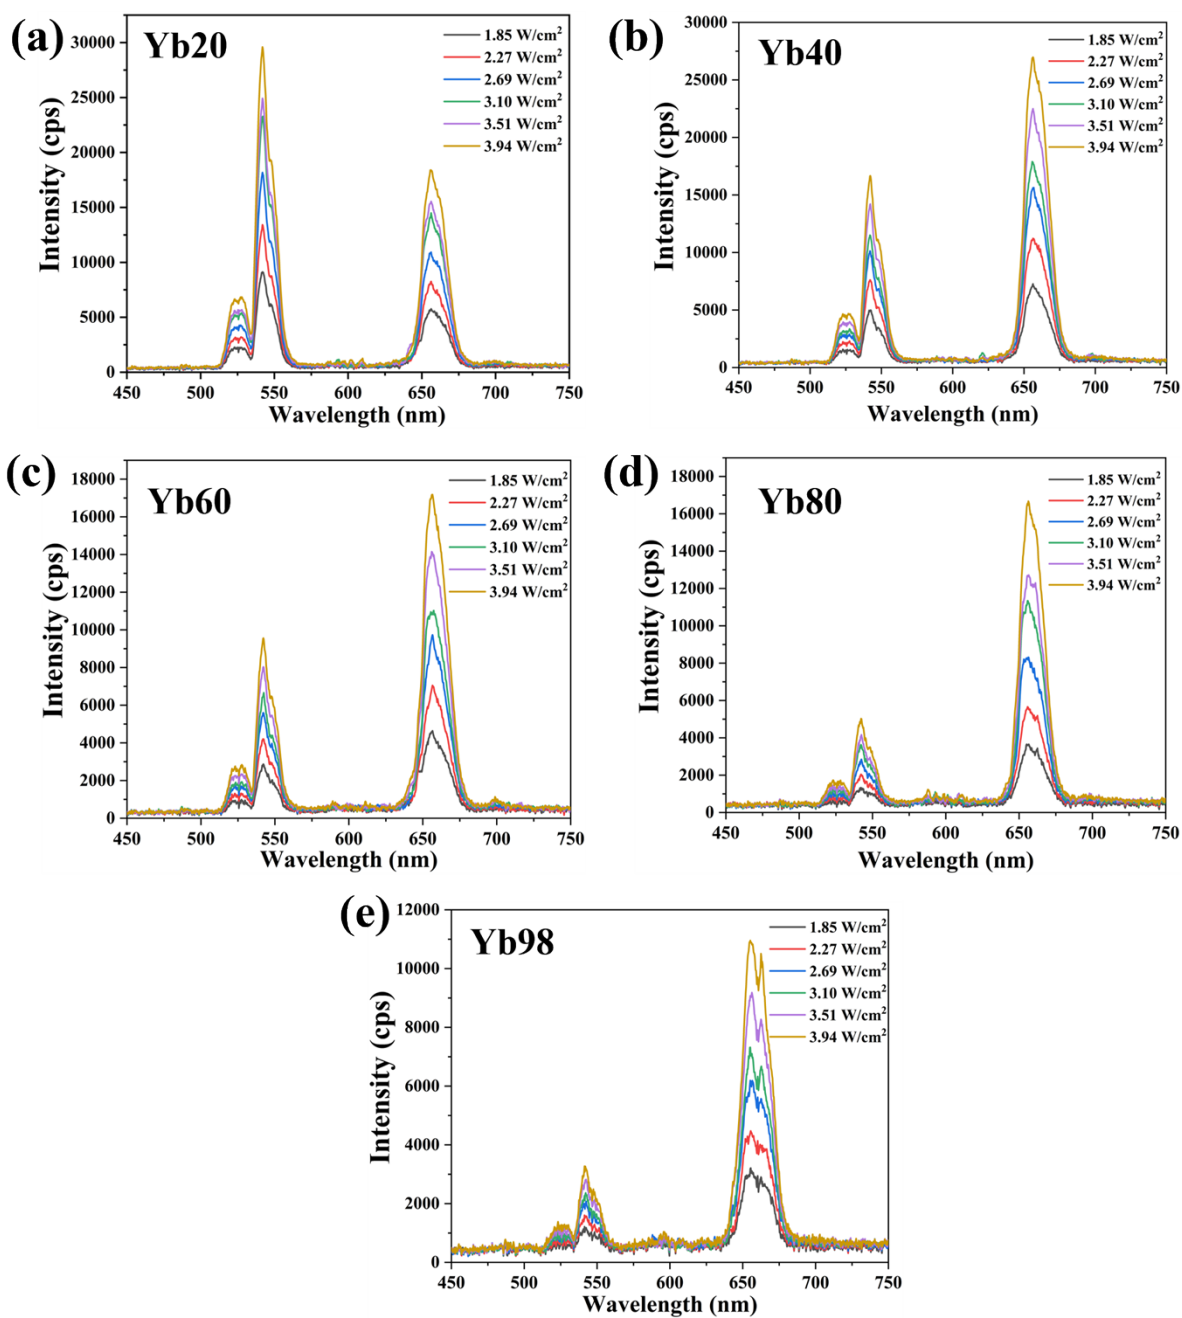 (a)
Yb20
1.85 W/cm²
2.27 W/cm²
2.69 W/cm²
3.10 W/cm²
3.51 W/cm²
3.94 W/cm²
30000
25000
20000
15000
10000
5000
0
Intensity (cps)
450 500 550 600 650 700 750
Wavelength (nm)
(b)
Yb40
1.85 W/cm²
2.27 W/cm²
2.69 W/cm²
3.10 W/cm²
3.51 W/cm²
3.94 W/cm²
30000
25000
20000
15000
10000
5000
0
Intensity (cps)
450 500 550 600 650 700 750
Wavelength (nm)
(c)
Yb60
1.85 W/cm²
2.27 W/cm²
2.69 W/cm²
3.10 W/cm²
3.51 W/cm²
3.94 W/cm²
18000
16000
14000
12000
10000
8000
6000
4000
2000
0
Intensity (cps)
450 500 550 600 650 700 750
Wavelength (nm)
(d)
Yb80
1.85 W/cm²
2.27 W/cm²
2.69 W/cm²
3.10 W/cm²
3.51 W/cm²
3.94 W/cm²
18000
16000
14000
12000
10000
8000
6000
4000
2000
0
Intensity (cps)
450 500 550 600 650 700 750
Wavelength (nm)
(e)
Yb98
1.85 W/cm²
2.27 W/cm²
2.69 W/cm²
3.10 W/cm²
3.51 W/cm²
3.94 W/cm²
12000
10000
8000
6000
4000
2000
0
Intensity (cps)
450 500 550 600 650 700 750
Wavelength (nm)